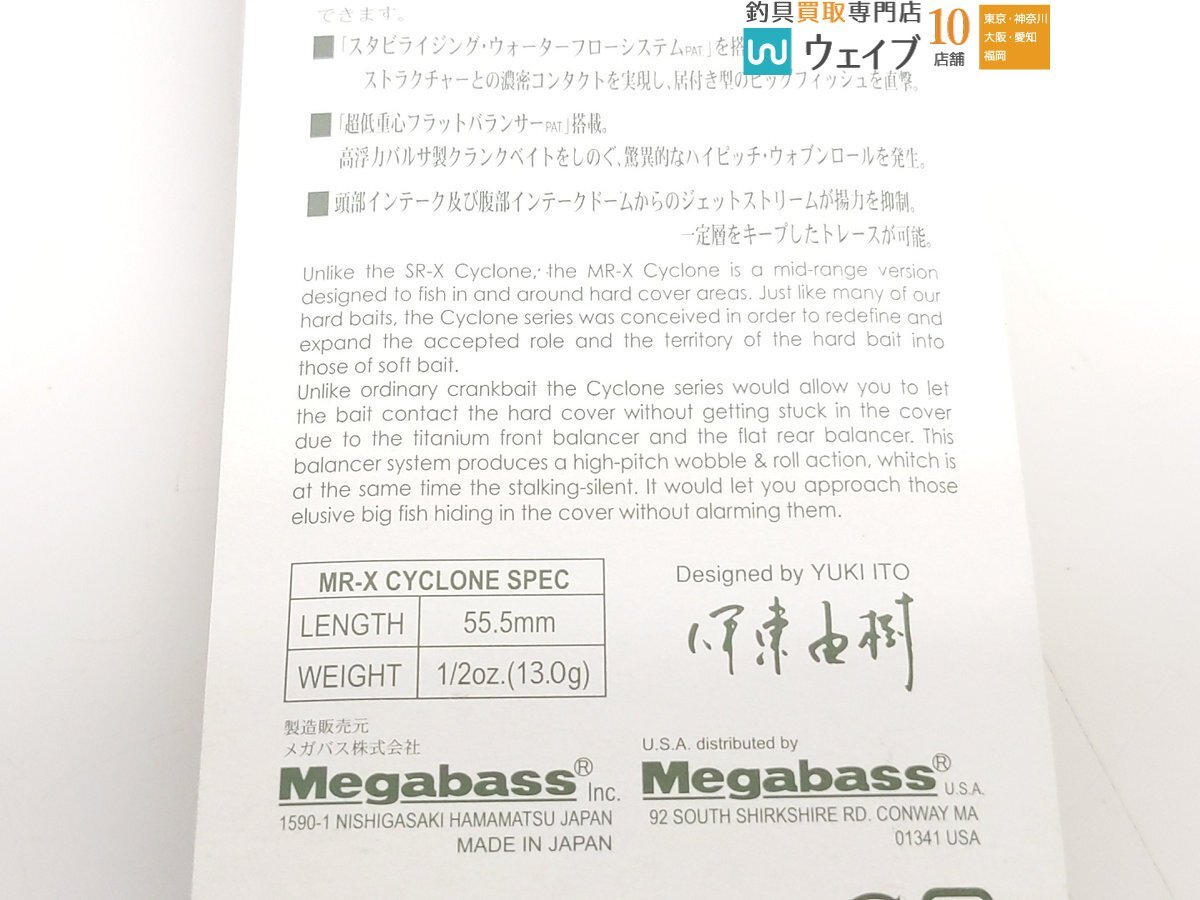 釣具買取専門店
ウェイブ
10
店舗
東京・神奈川
大阪・愛知
福岡
できます。
■「スタビライジング・ウォーターフローシステムPAT.」を搭
ストラクチャーとの濃密コンタクトを実現し、居付き型のビッグフィッシュを直撃。
■「超低重心フラットバランサーPAT.」搭載。
高浮力バルサ製クランクベイトをしのぐ、驚異的なハイピッチ・ウォブンロールを発生。
■頭部インテーク及び腹部インテークドームからのジェットストリームが揚力を抑制。
一定層をキープしたトレースが可能。
Unlike the SR-X Cyclone, the MR-X Cyclone is a mid-range version
designed to fish in and around hard cover areas. Just like many of our
hard baits, the Cyclone series was conceived in order to redefine and
expand the accepted role and the territory of the hard bait into
those of soft bait.
Unlike ordinary crankbait the Cyclone series would allow you to let
the bait contact the hard cover without getting stuck in the cover
due to the titanium front balancer and the flat rear balancer. This
balancer system produces a high-pitch wobble & roll action, whitch is
at the same time the stalking-silent. It would let you approach those
elusive big fish hiding in the cover without alarming them.
MR-X CYCLONE SPEC
LENGTH 55.5mm
WEIGHT 1/2oz.(13.0g)
Designed by YUKI ITO
伊東由樹
製造販売元
メガバス株式会社
Megabass® Inc.
1590-1 NISHIGASAKI HAMAMATSU JAPAN
MADE IN JAPAN
U.S.A. distributed by
Megabass® U.S.A.
92 SOUTH SHIRKSHIRE RD. CONWAY MA
01341 USA